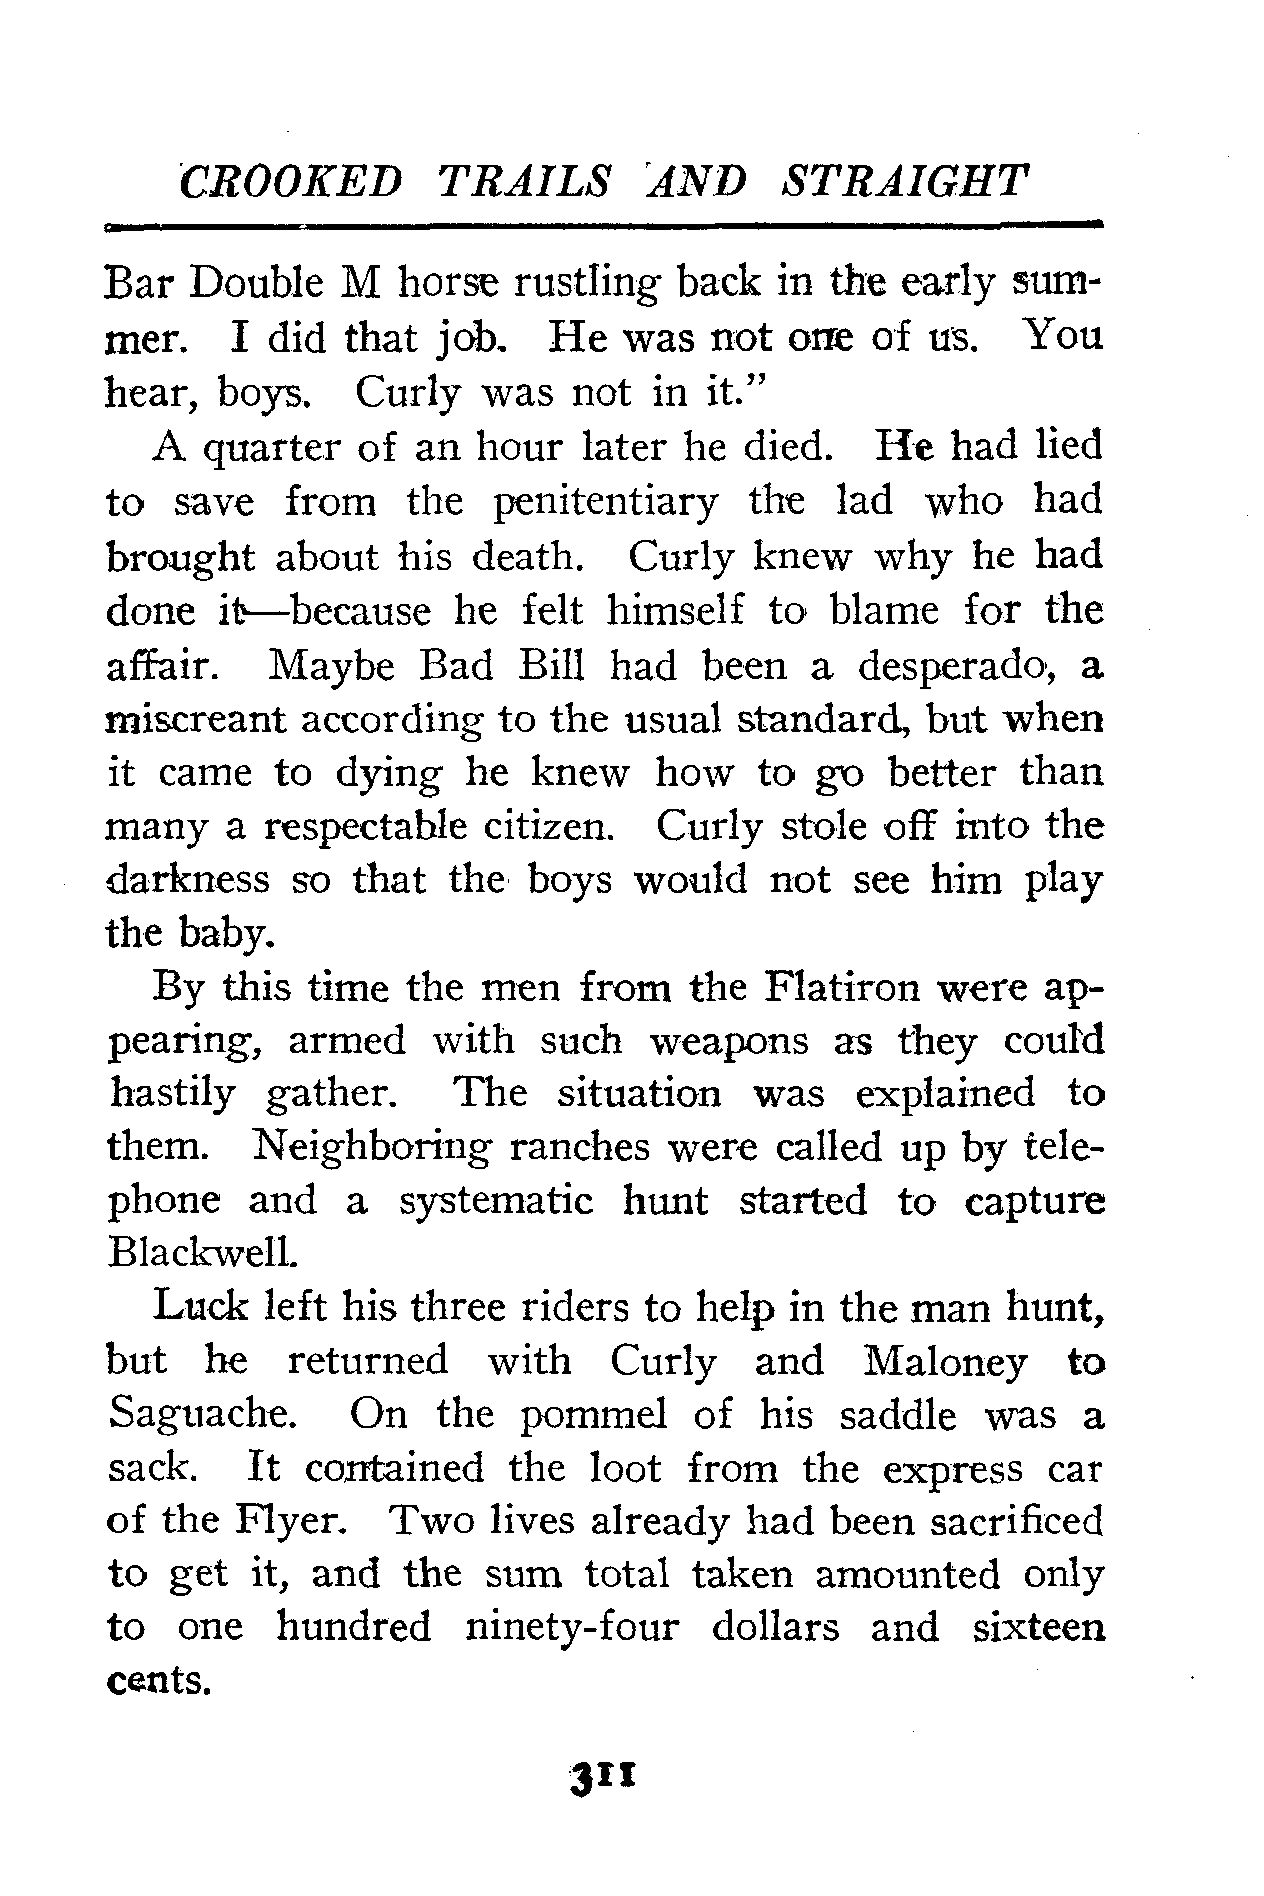 CROOKED TRAILS AND STRAIGHT
Bar Double M horse rustling back in the early sum-
mer. I did that job. He was not one of us. You
hear, boys. Curly was not in it.”
A quarter of an hour later he died. He had lied
to save from the penitentiary the lad who had
brought about his death. Curly knew why he had
done it—because he felt himself to blame for the
affair. Maybe Bad Bill had been a desperado, a
miscreant according to the usual standard, but when
it came to dying he knew how to go better than
many a respectable citizen. Curly stole off into the
darkness so that the boys would not see him play
the baby.
By this time the men from the Flatiron were ap-
pearing, armed with such weapons as they could
hastily gather. The situation was explained to
them. Neighboring ranches were called up by tele-
phone and a systematic hunt started to capture
Blackwell.
Luck left his three riders to help in the man hunt,
but he returned with Curly and Maloney to
Saguache. On the pommel of his saddle was a
sack. It contained the loot from the express car
of the Flyer. Two lives already had been sacrificed
to get it, and the sum total taken amounted only
to one hundred ninety-four dollars and sixteen
cents.
311